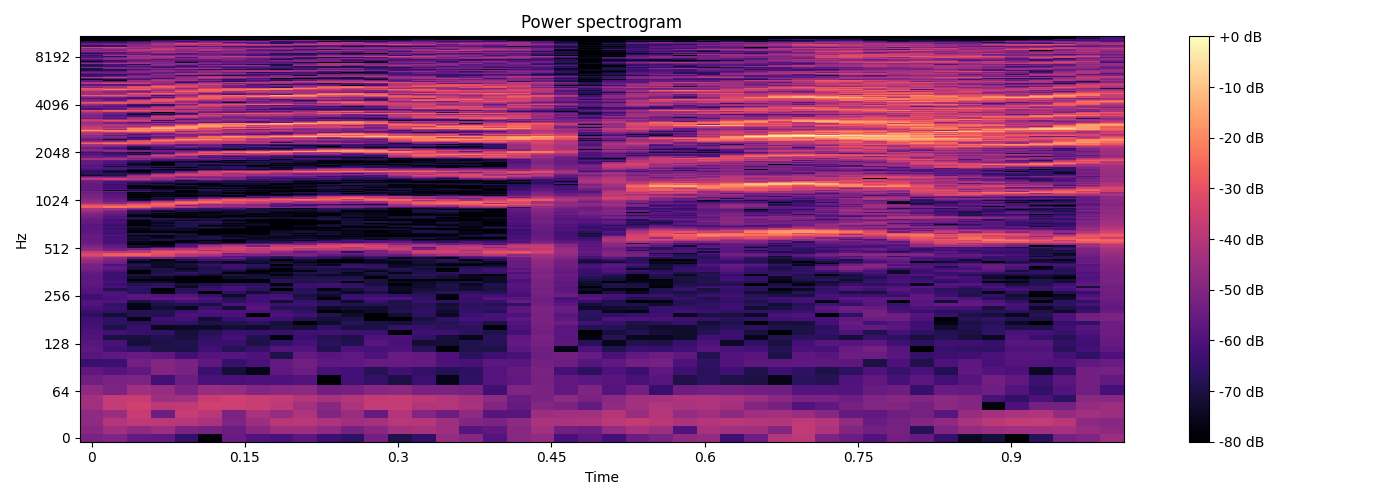 Power spectrogram
Hz
8192
4096
2048
1024
512
256
128
64
0
0 0.15 0.3 0.45 0.6 0.75 0.9
Time
+0 dB
-10 dB
-20 dB
-30 dB
-40 dB
-50 dB
-60 dB
-70 dB
-80 dB